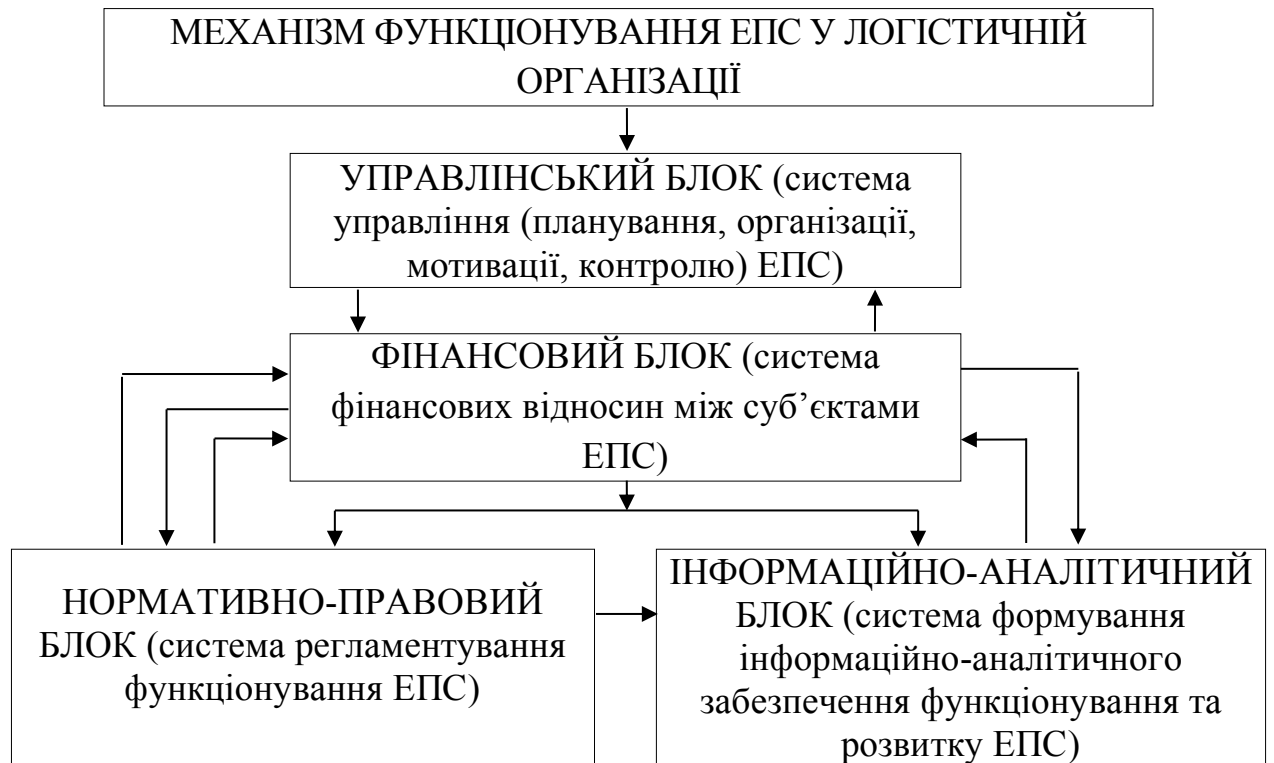 МЕХАНІЗМ ФУНКЦІОНУВАННЯ ЕПС У ЛОГІСТИЧНІЙ
ОРГАНІЗАЦІЇ
УПРАВЛІНСЬКИЙ БЛОК (система
управління (планування, організації,
мотивації, контролю) ЕПС)
ФІНАНСОВИЙ БЛОК (система
фінансових відносин між суб’єктами
ЕПС)
НОРМАТИВНО-ПРАВОВИЙ
БЛОК (система регламентування
функціонування ЕПС)
ІНФОРМАЦІЙНО-АНАЛІТИЧНИЙ
БЛОК (система формування
інформаційно-аналітичного
забезпечення функціонування та
розвитку ЕПС)